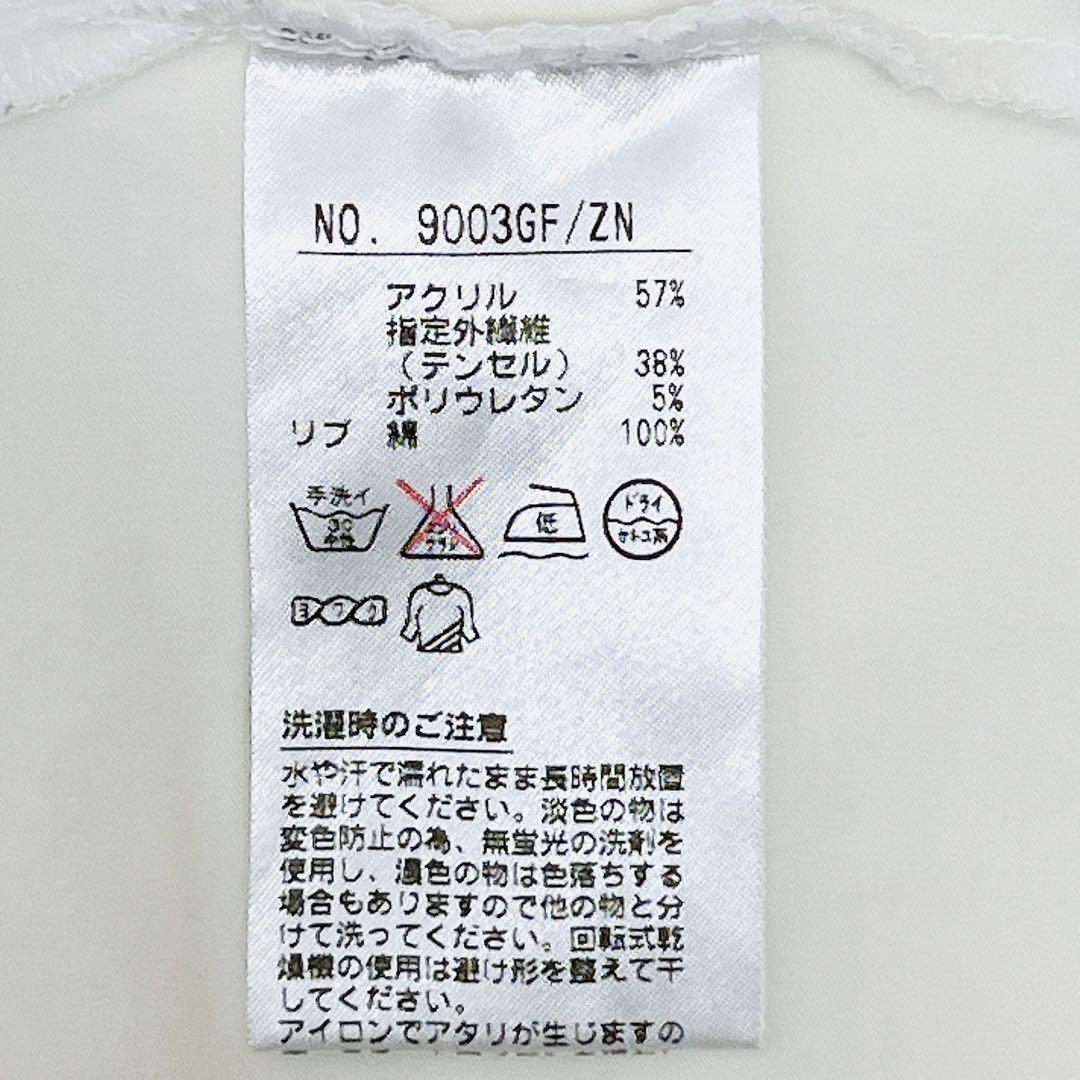 NO. 9003GF/ZN
アクリル 57%
指定外繊維
(テンセル) 38%
ポリウレタン 5%
リブ 綿 100%
手洗イ
30
中性
低
ドライ
セキユ系
ヨワク
洗濯時のご注意
水や汗で濡れたまま長時間放置
を避けてください。淡色の物は
変色防止の為、無蛍光の洗剤を
使用し、濃色の物は色落ちする
場合もありますので他の物と分
けて洗ってください。回転式乾
燥機の使用は避け形を整えて干
してください。
アイロンでアタリが生じますの